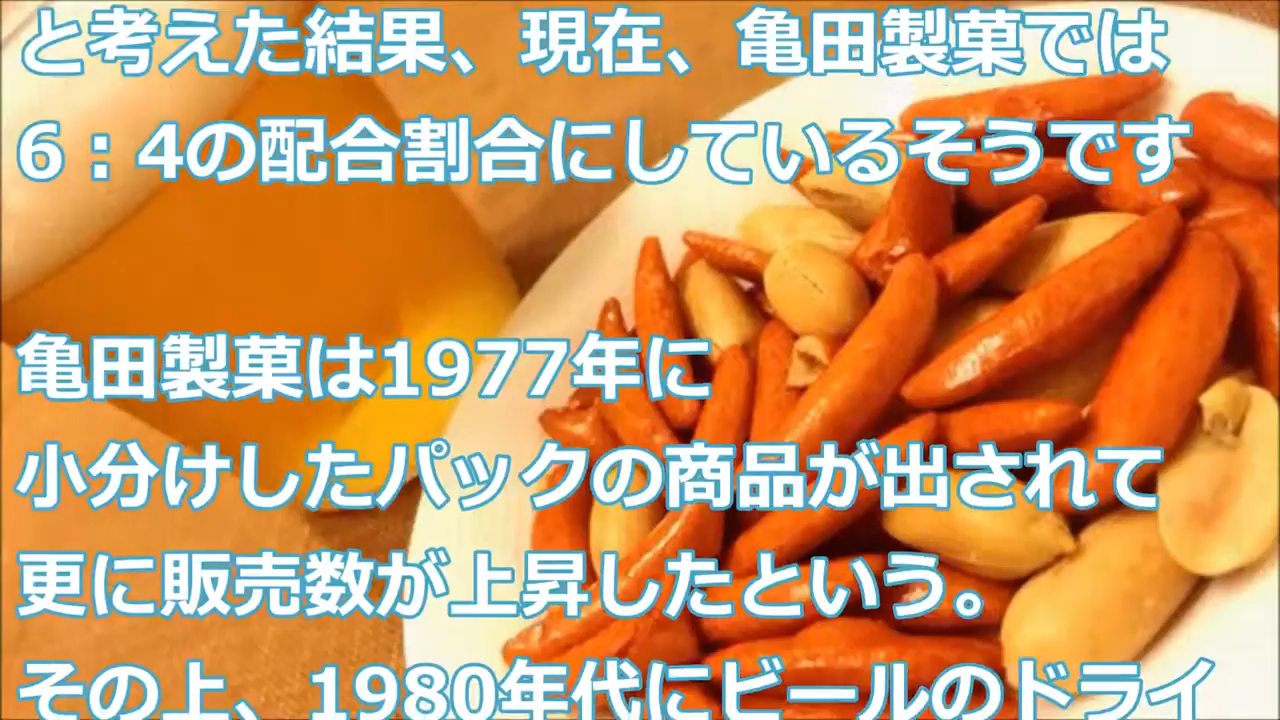 と考えた結果、現在、亀田製菓では
6：4の配合割合にしているそうです
亀田製菓は1977年に
小分けしたパックの商品が出されて
更に販売数が上昇したという。
その上、1980年代にビールのドライ